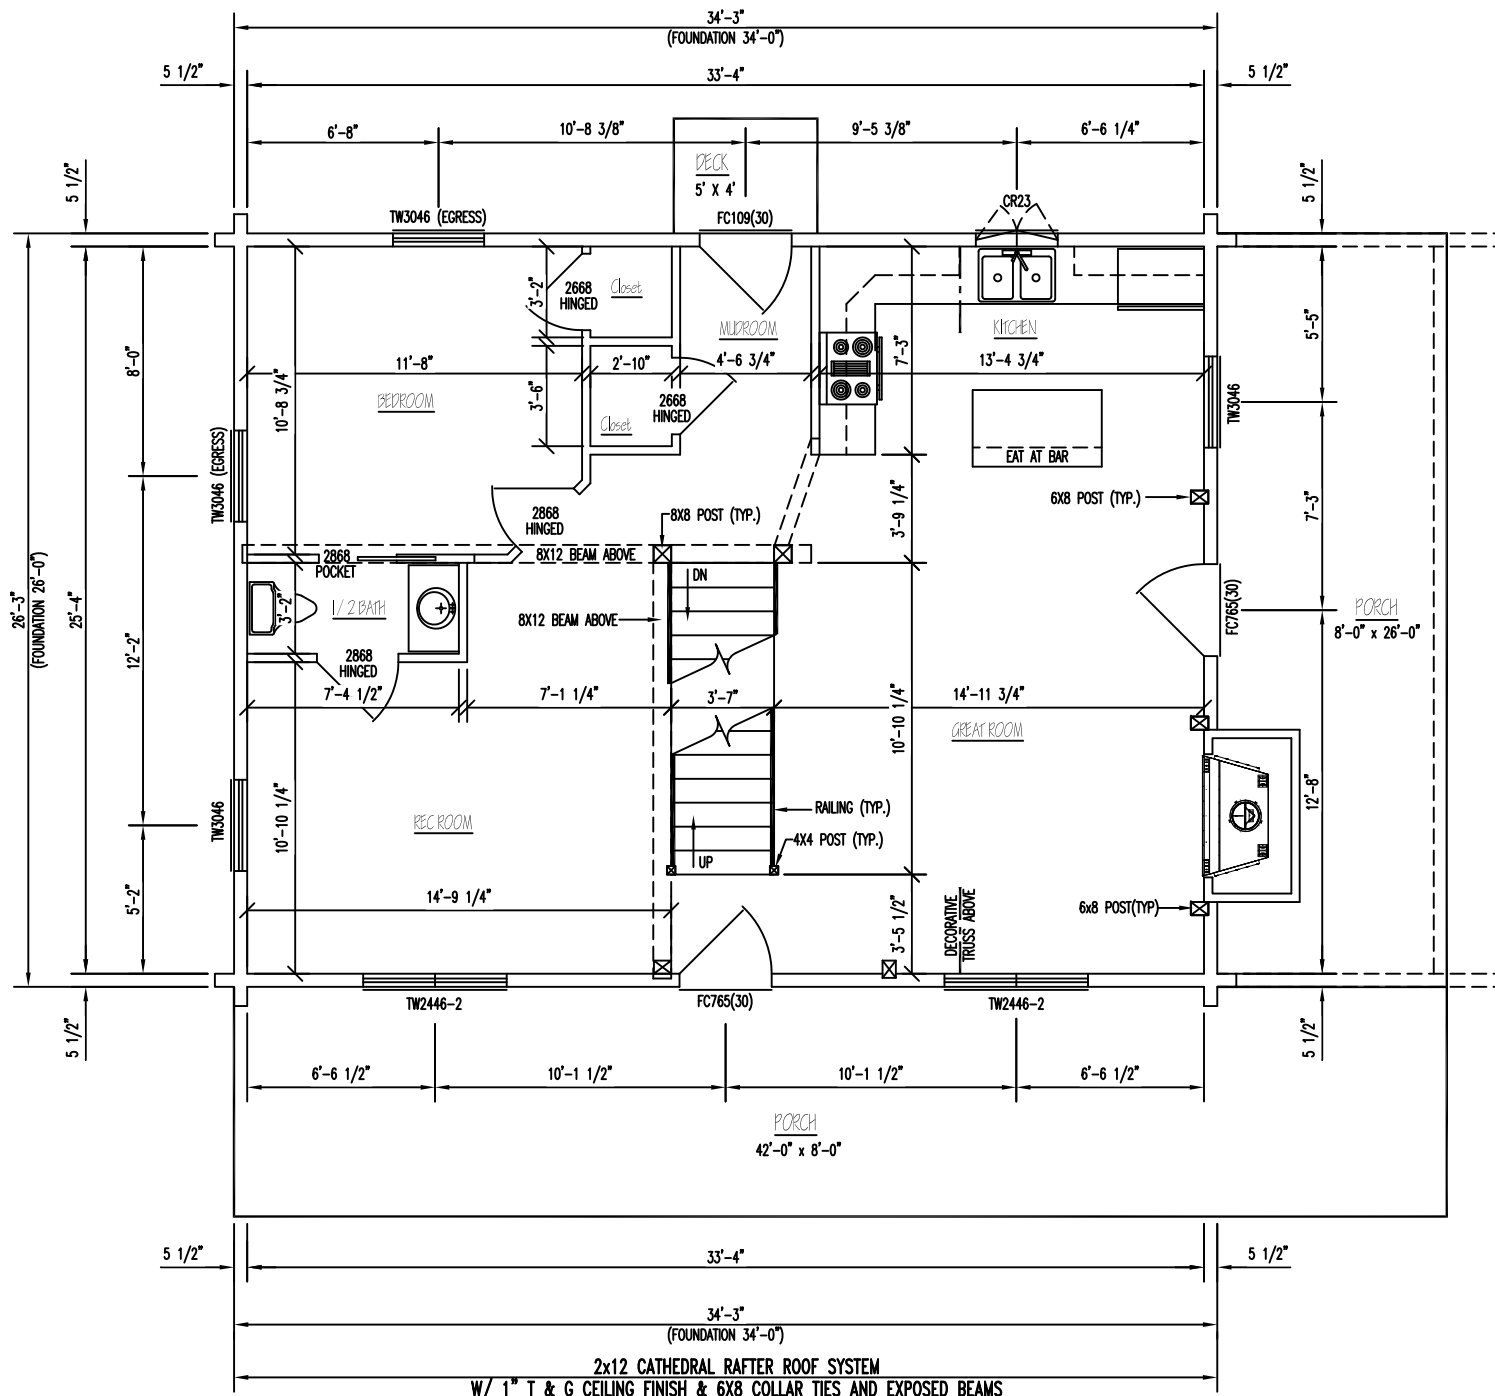 34'-3"
(FOUNDATION 34'-0")
5 1/2"
33'-4"
5 1/2"
6'-8"
10'-8 3/8"
9'-5 3/8"
6'-6 1/4"
5 1/2"
DECK
5' X 4'
5 1/2"
CR23
TW3046 (EGRESS)
FC109(30)
3'-2"
2668
HINGED
Closet
MUDROOM
KITCHEN
5'-5"
8'-0"
10'-8 3/4"
11'-8"
2'-10"
4'-6 3/4"
7'-3"
13'-4 3/4"
BEDROOM
3'-6"
2668
HINGED
Closet
TW3046
EAT AT BAR
TW3046 (EGRESS)
6X8 POST (TYP.)
7'-3"
2868
HINGED
8X8 POST (TYP.)
3'-9 1/4"
8X12 BEAM ABOVE
2868
POCKET
DN
26'-3"
(FOUNDATION 26'-0")
25'-4"
12'-2"
3'-2"
1/2 BATH
8X12 BEAM ABOVE
FC765(30)
PORCH
8'-0" x 26'-0"
2868
HINGED
7'-4 1/2"
7'-1 1/4"
3'-7"
14'-11 3/4"
10'-10 1/4"
GREAT ROOM
12'-8"
TW3046
10'-10 1/4"
REC ROOM
RAILING (TYP.)
4X4 POST (TYP.)
UP
5'-2"
14'-9 1/4"
3'-5 1/2"
DECORATIVE
TRUSS ABOVE
6x8 POST(TYP)
TW2446-2
FC765(30)
TW2446-2
5 1/2"
5 1/2"
6'-6 1/2"
10'-1 1/2"
10'-1 1/2"
6'-6 1/2"
PORCH
42'-0" x 8'-0"
5 1/2"
33'-4"
5 1/2"
34'-3"
(FOUNDATION 34'-0")
2x12 CATHEDRAL RAFTER ROOF SYSTEM
W/ 1" T & G CEILING FINISH & 6X8 COLLAR TIES AND EXPOSED BEAMS